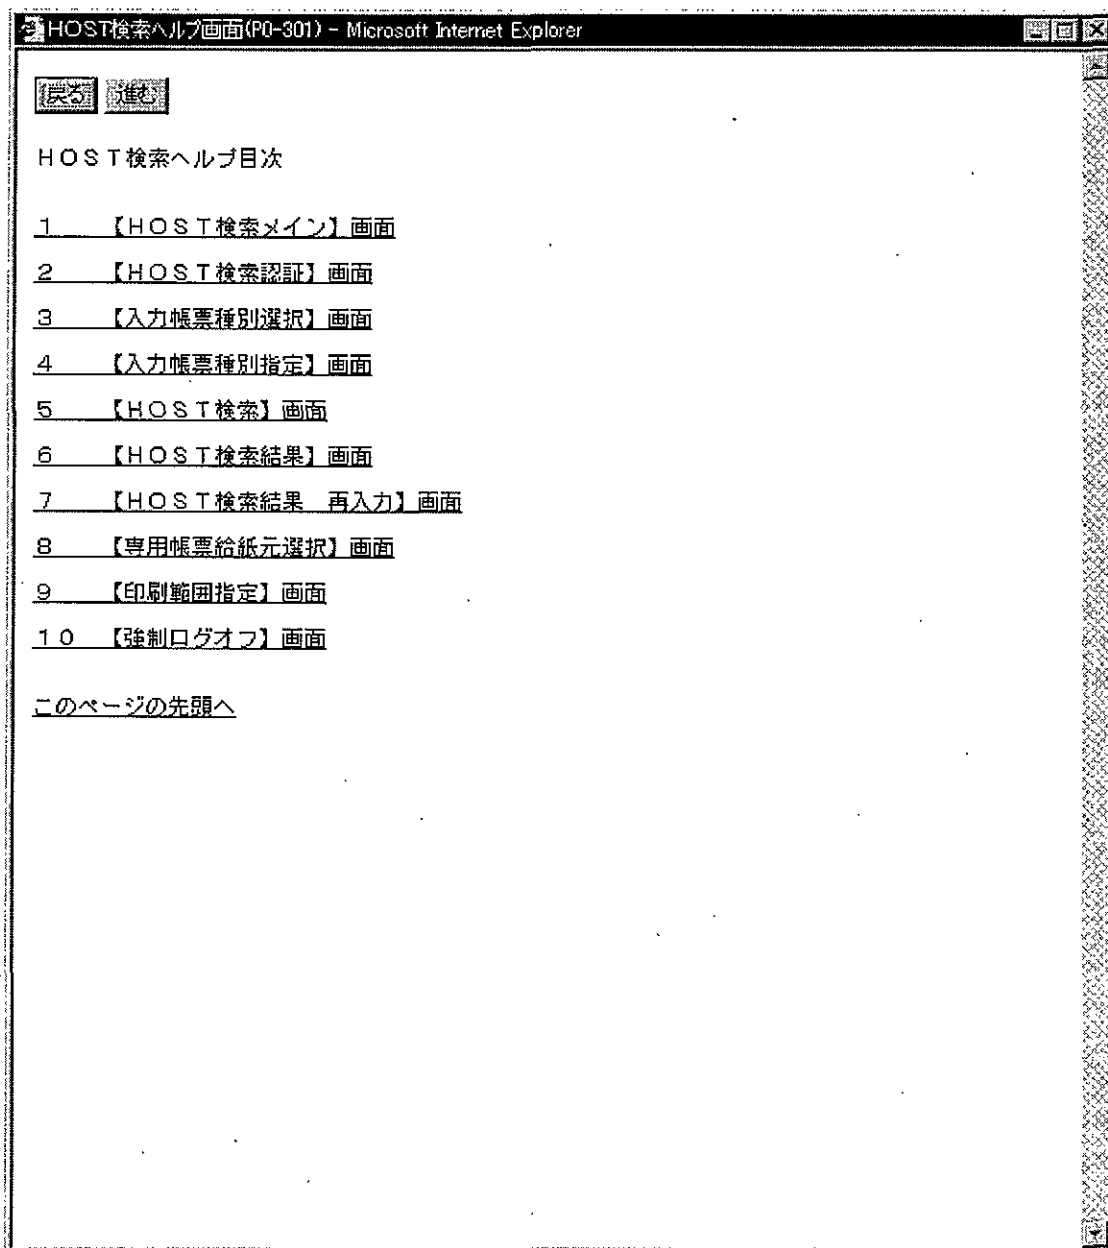 HOST検索ヘルプ画面(PO-301) - Microsoft Internet Explorer
戻る 進む
ＨＯＳＴ検索ヘルプ目次
１　　【ＨＯＳＴ検索メイン】画面
２　　【ＨＯＳＴ検索認証】画面
３　　【入力帳票種別選択】画面
４　　【入力帳票種別指定】画面
５　　【ＨＯＳＴ検索】画面
６　　【ＨＯＳＴ検索結果】画面
７　　【ＨＯＳＴ検索結果　再入力】画面
８　　【専用帳票給紙元選択】画面
９　　【印刷範囲指定】画面
１０　【強制ログオフ】画面
このページの先頭へ